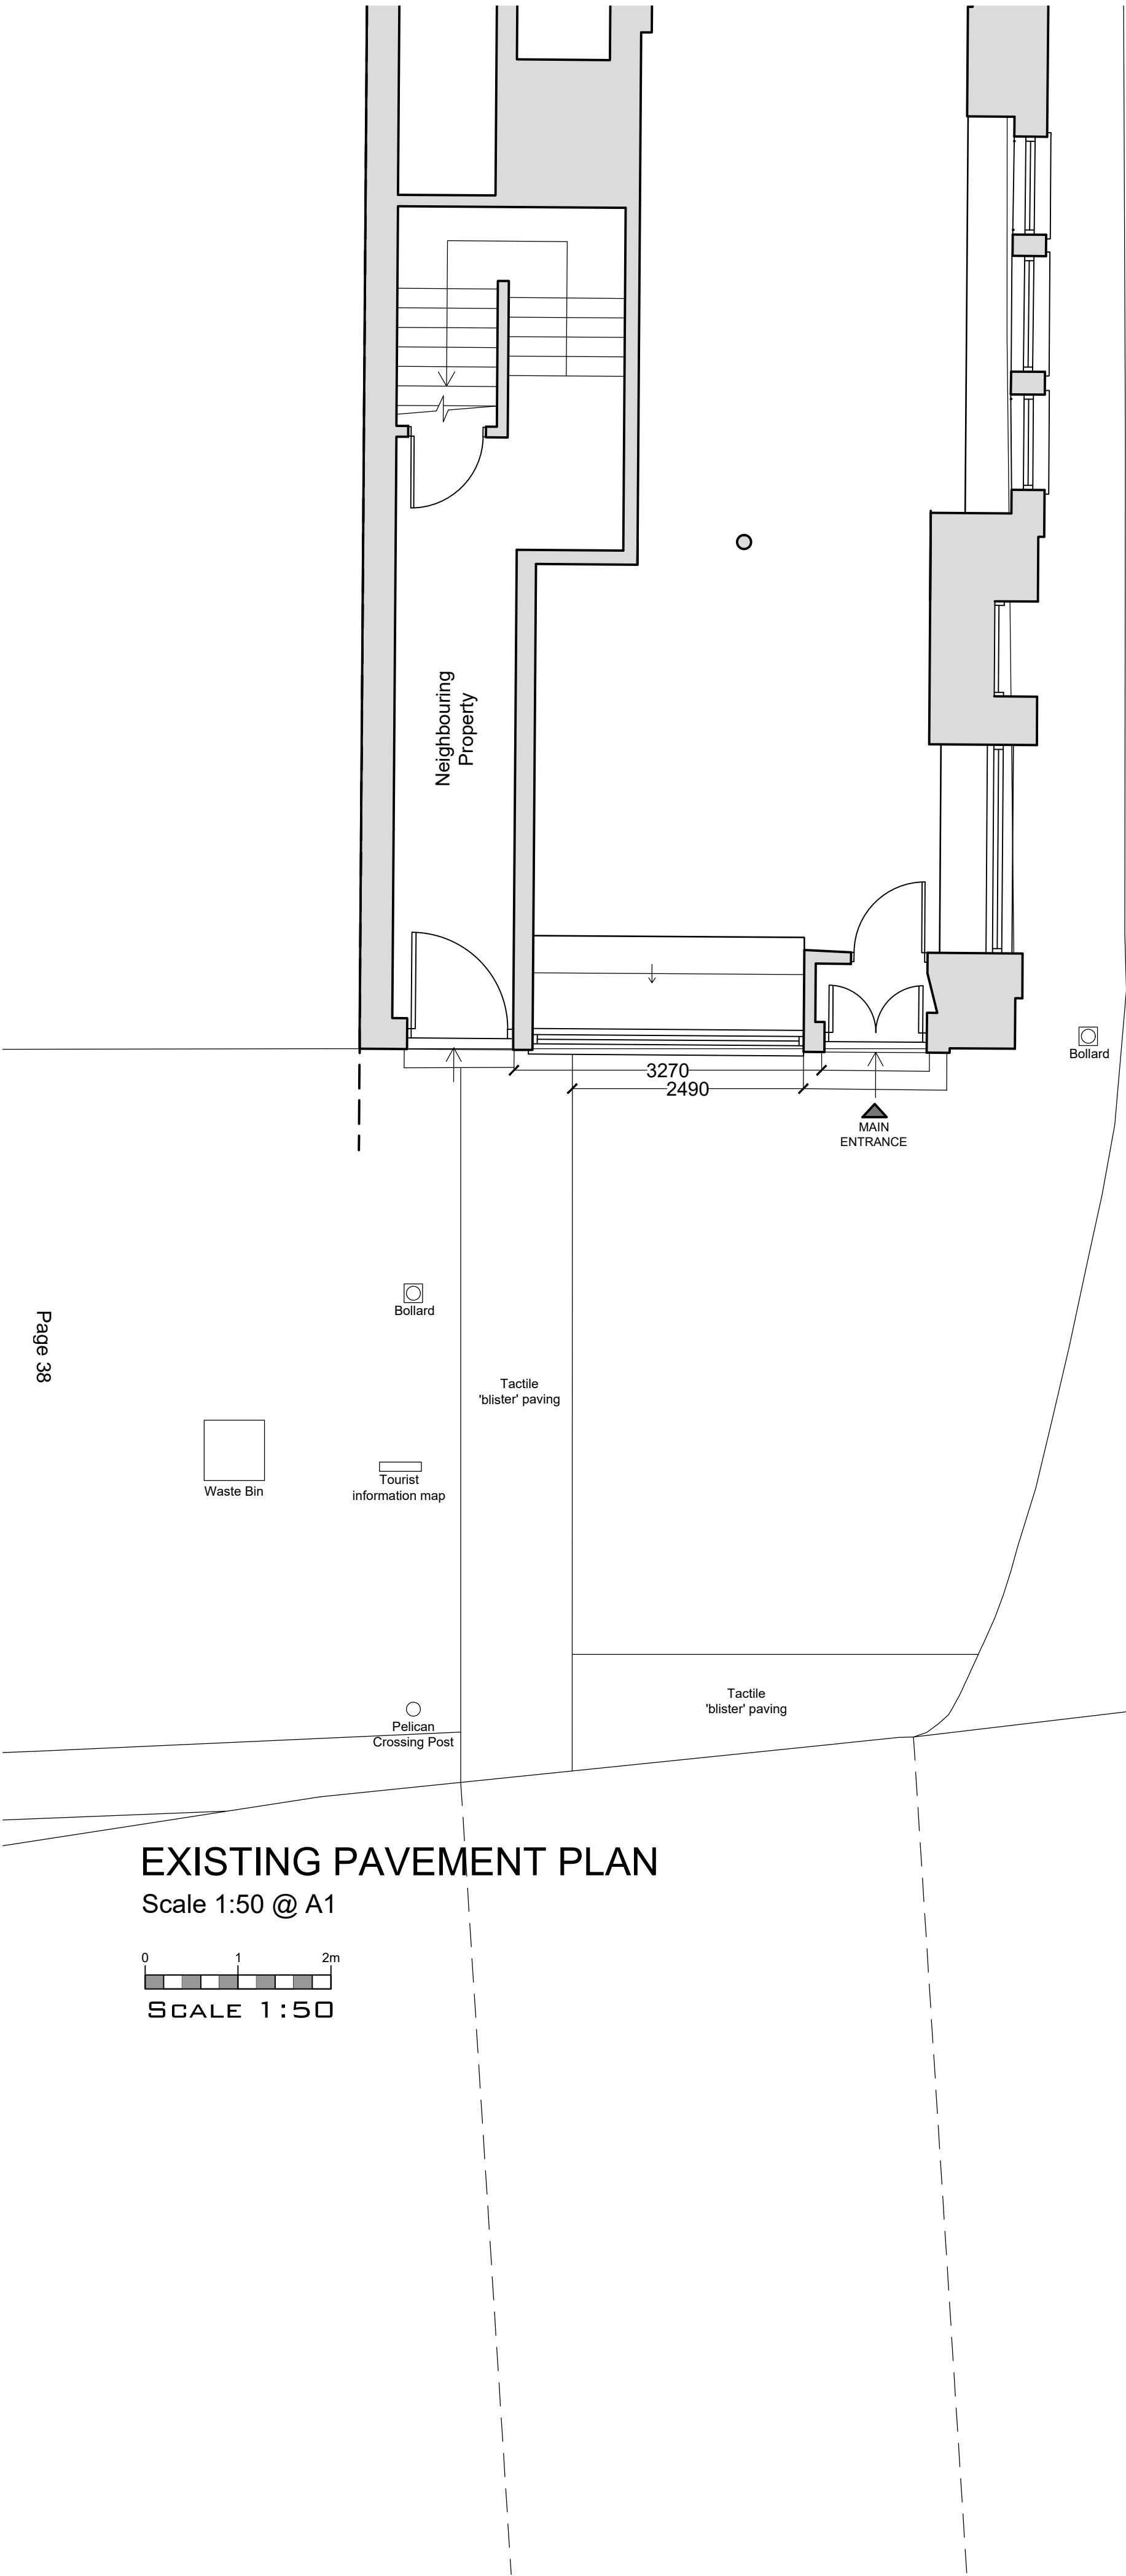 Neighbouring
Property
3270
2490
MAIN
ENTRANCE
Bollard
Bollard
Page 38
Tactile
'blister' paving
Waste Bin
Tourist
information map
Tactile
'blister' paving
Pelican
Crossing Post
EXISTING PAVEMENT PLAN
Scale 1:50 @ A1
0 1 2m
SCALE 1:50